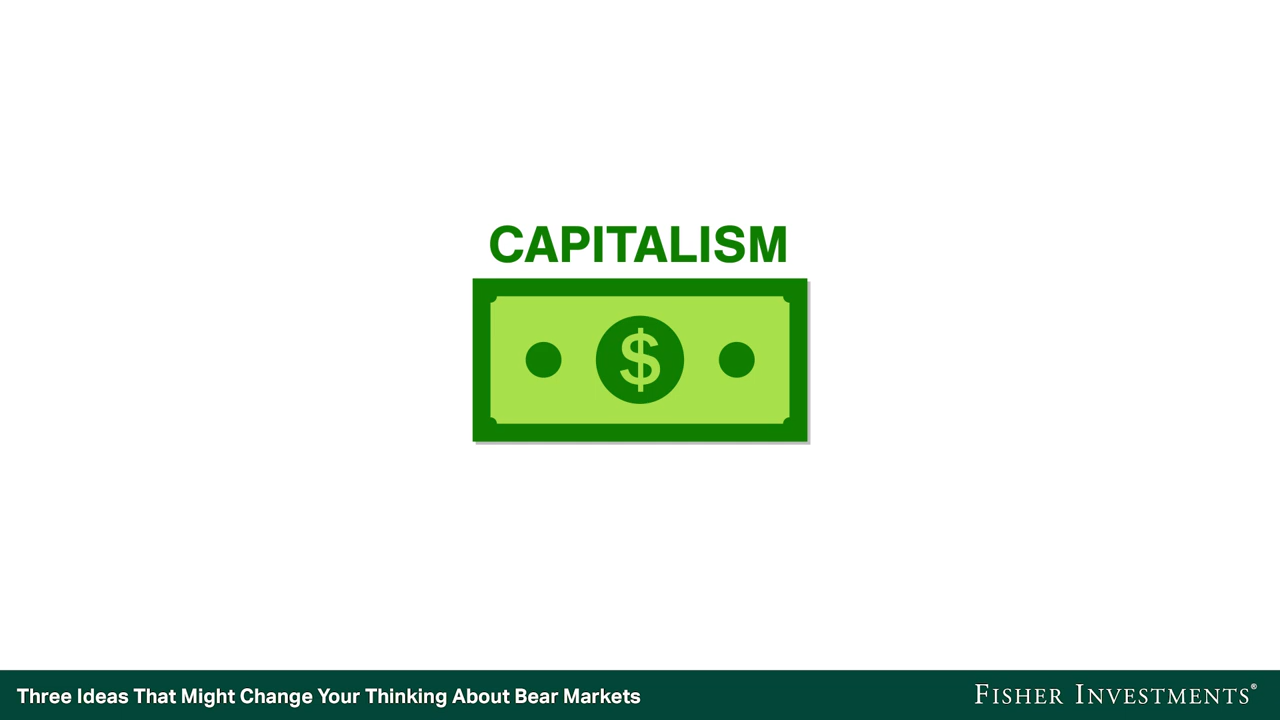 CAPITALISM
$
Three Ideas That Might Change Your Thinking About Bear Markets
FISHER INVESTMENTS®